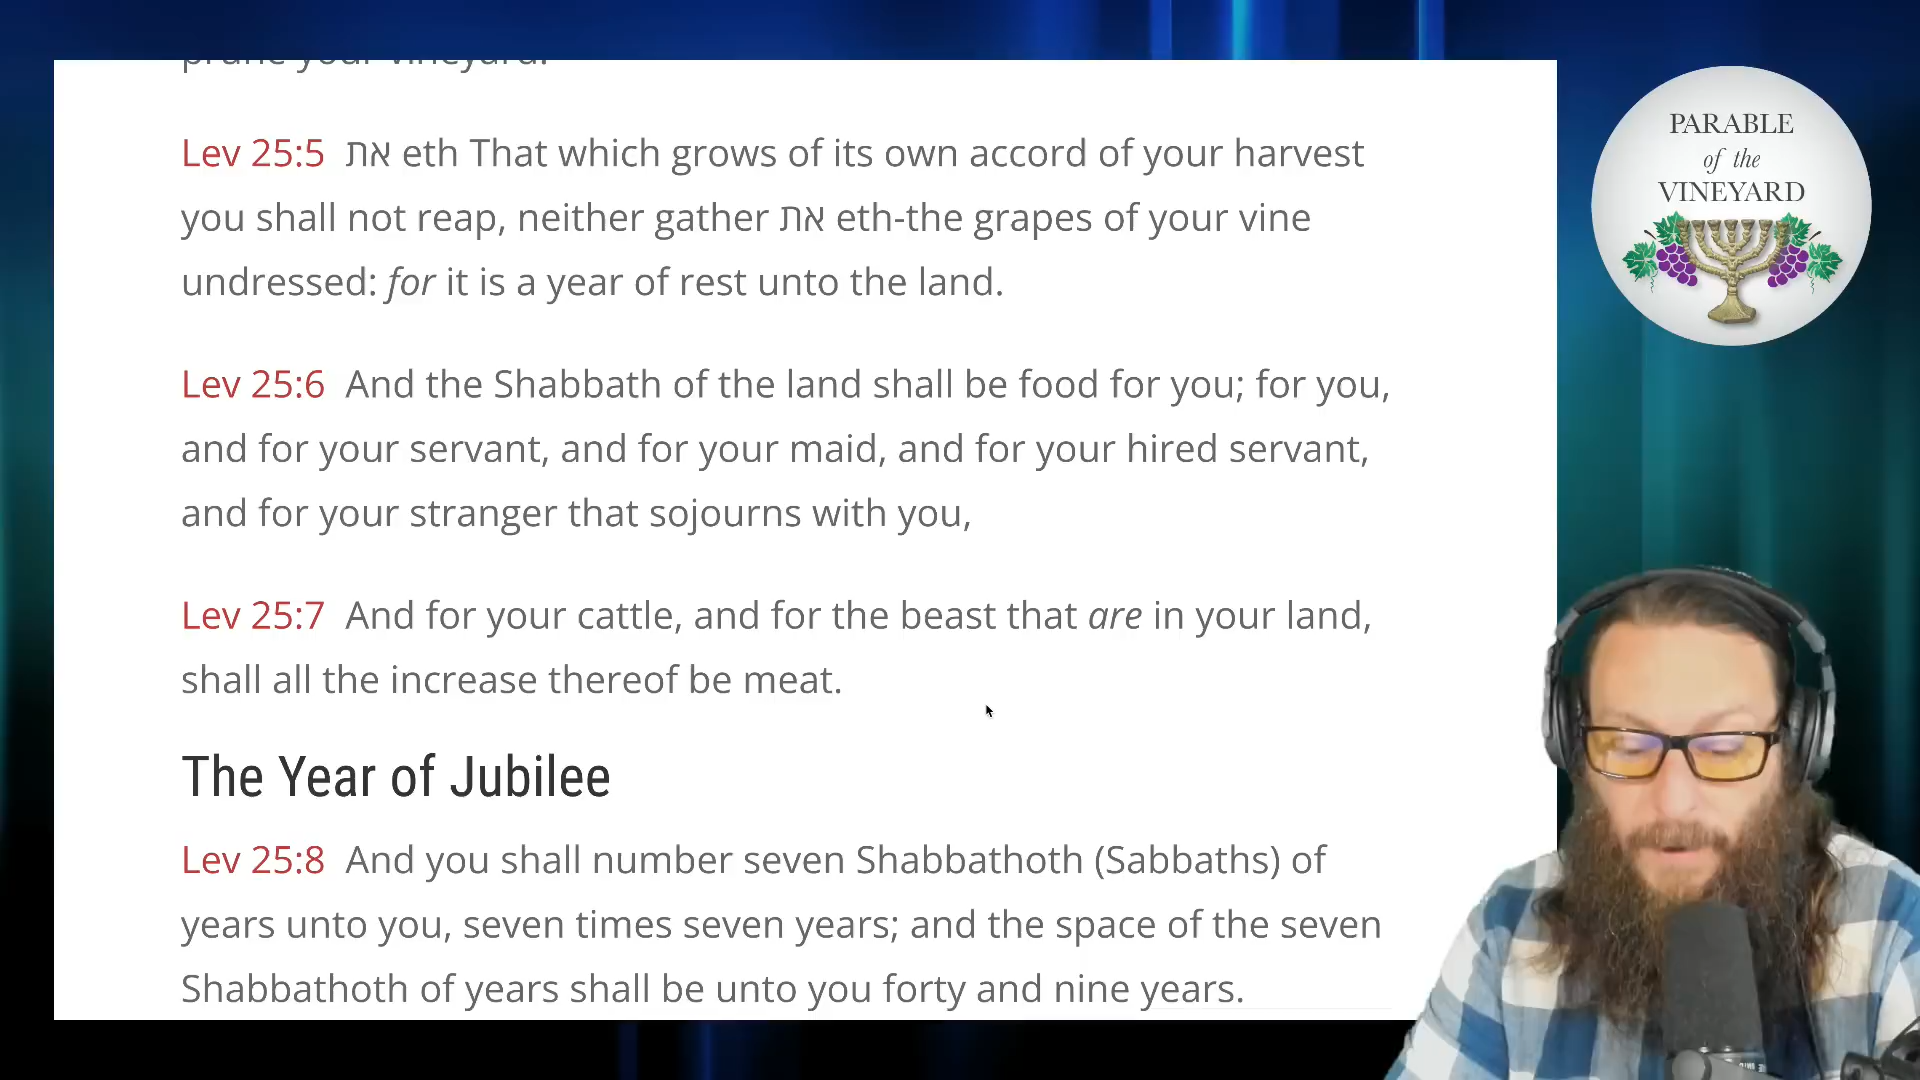 prune your vineyard.
Lev 25:5 את eth That which grows of its own accord of your harvest
you shall not reap, neither gather את eth-the grapes of your vine
undressed: for it is a year of rest unto the land.
Lev 25:6 And the Shabbath of the land shall be food for you; for you,
and for your servant, and for your maid, and for your hired servant,
and for your stranger that sojourns with you,
Lev 25:7 And for your cattle, and for the beast that are in your land,
shall all the increase thereof be meat.
The Year of Jubilee
Lev 25:8 And you shall number seven Shabbathoth (Sabbaths) of
years unto you, seven times seven years; and the space of the seven
Shabbathoth of years shall be unto you forty and nine years.
PARABLE
of the
VINEYARD